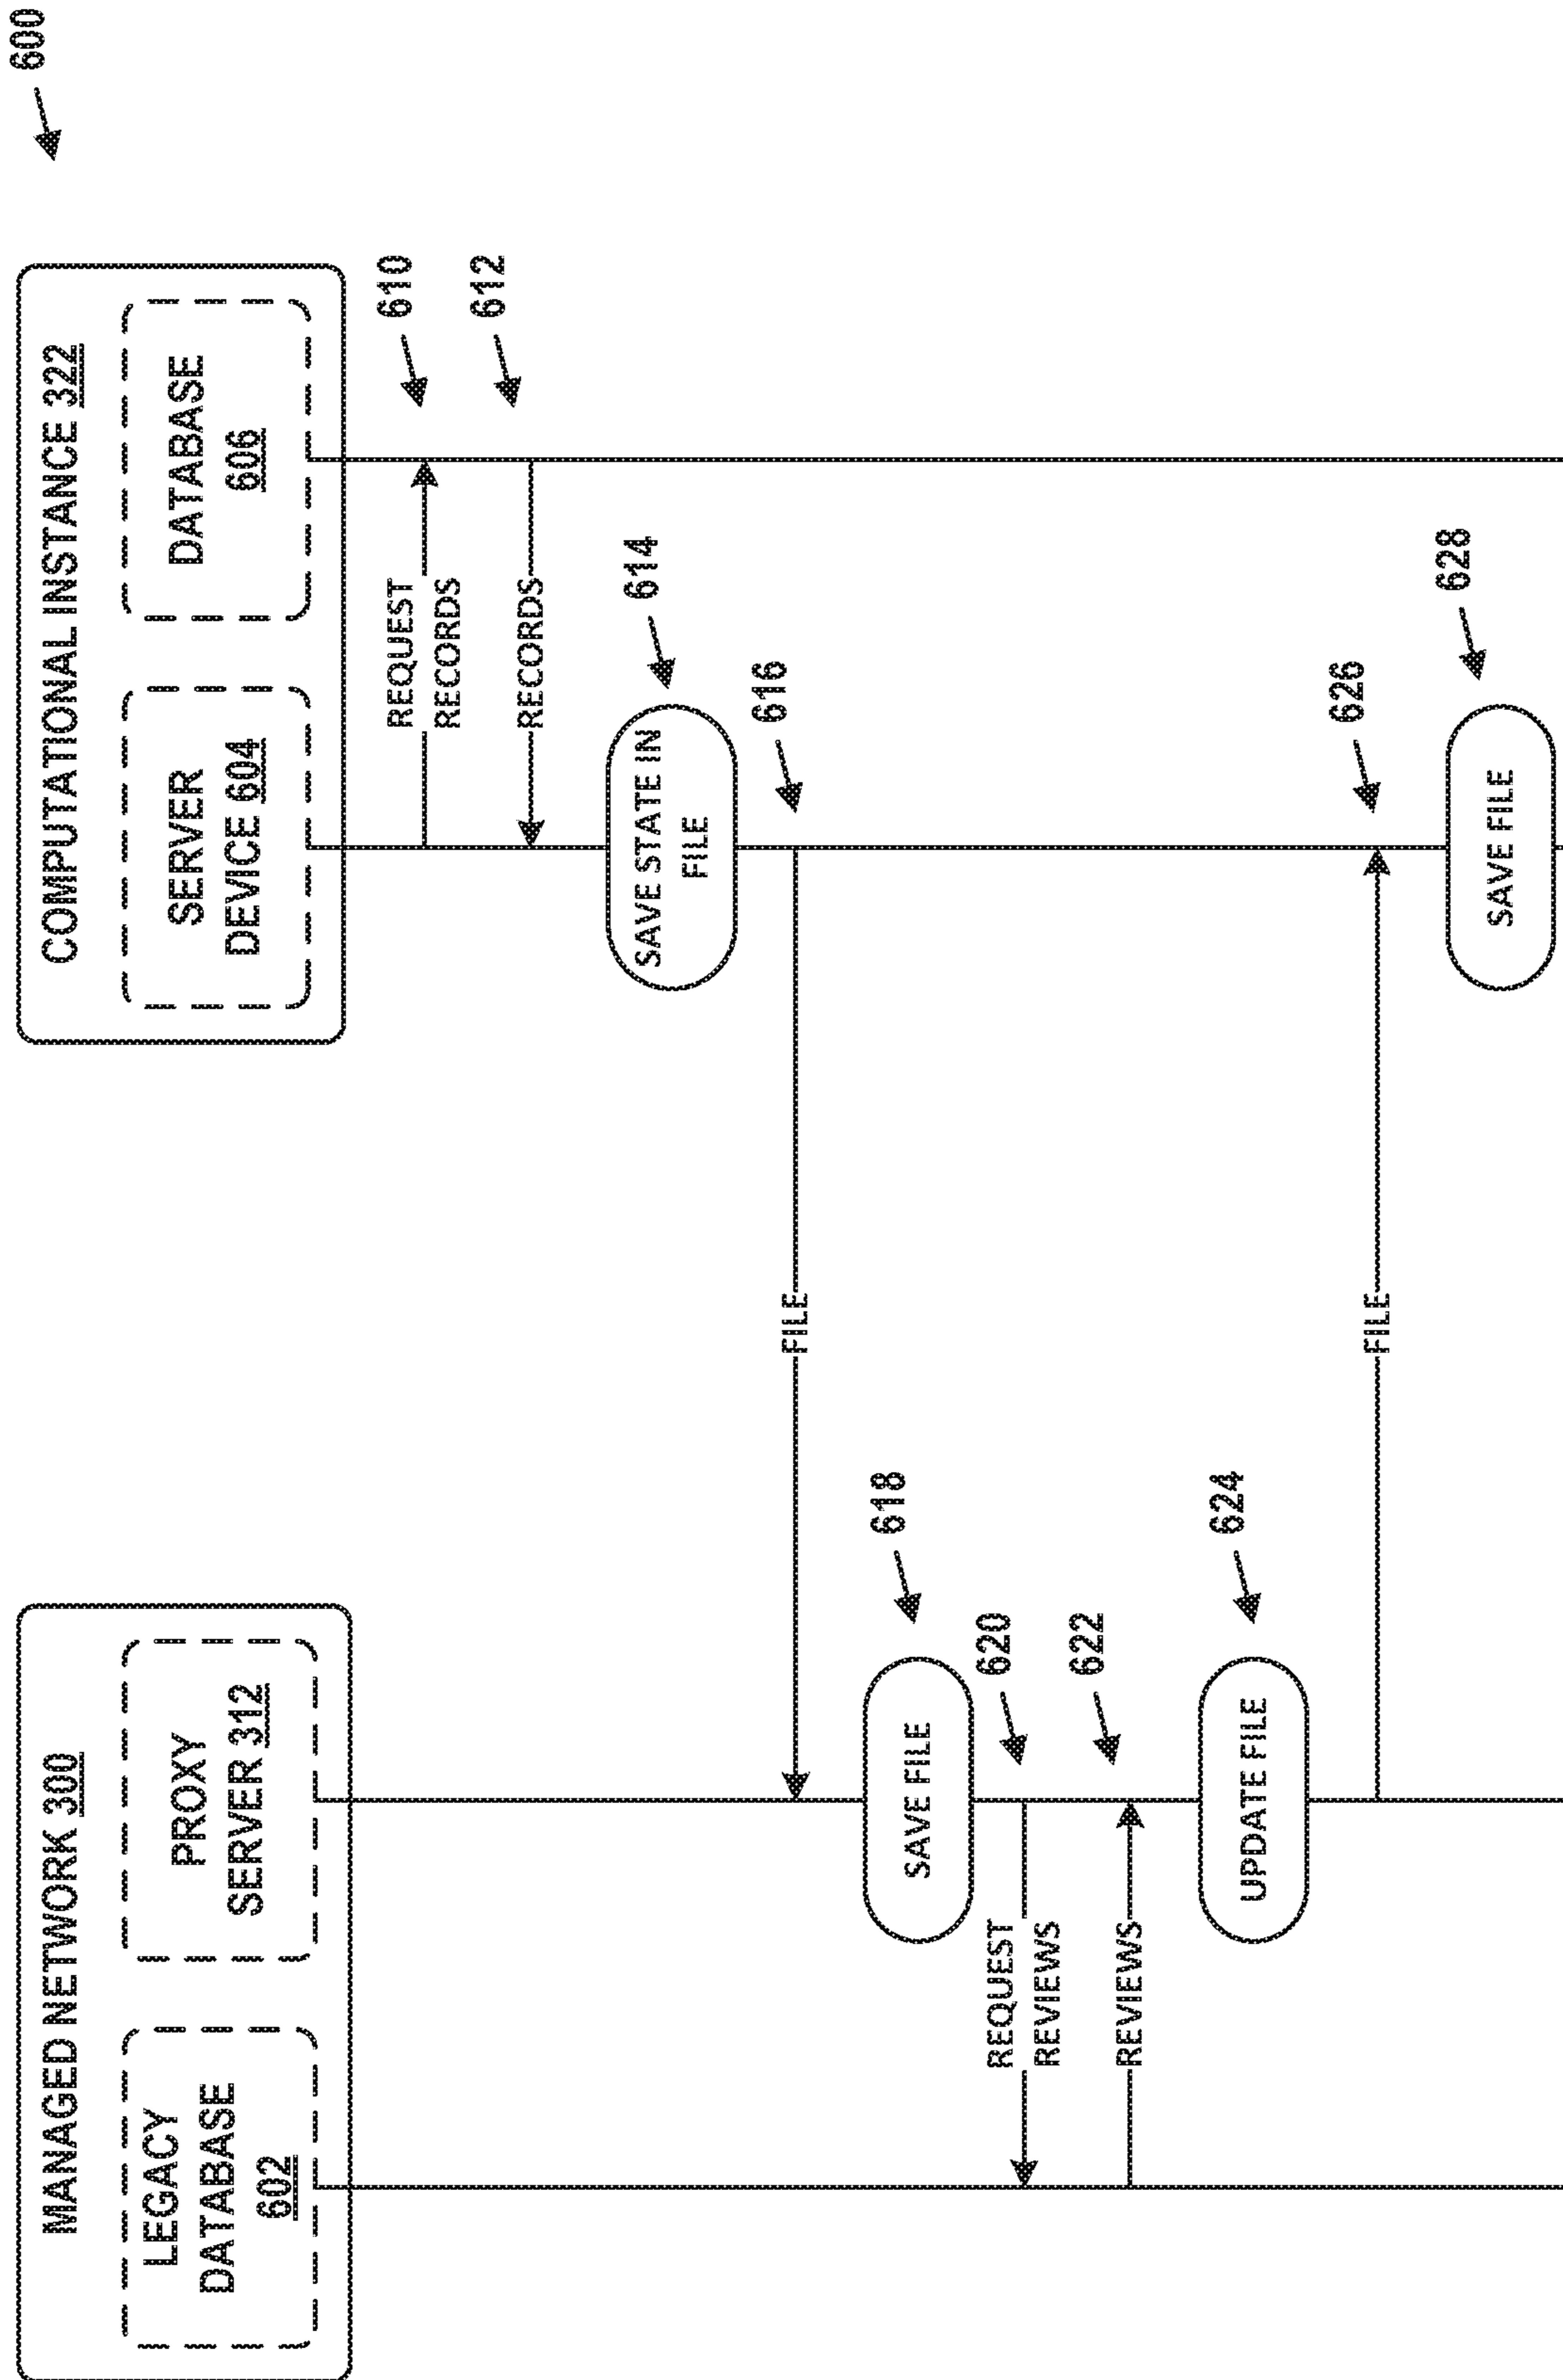 600
MANAGED NETWORK 300
LEGACY
DATABASE
602
PROXY
SERVER 312
COMPUTATIONAL INSTANCE 322
SERVER
DEVICE 604
DATABASE
606
REQUEST
RECORDS
610
RECORDS
612
SAVE STATE IN
FILE
614
FILE
616
SAVE FILE
618
REQUEST
REVIEWS
620
REVIEWS
622
UPDATE FILE
624
FILE
626
SAVE FILE
628